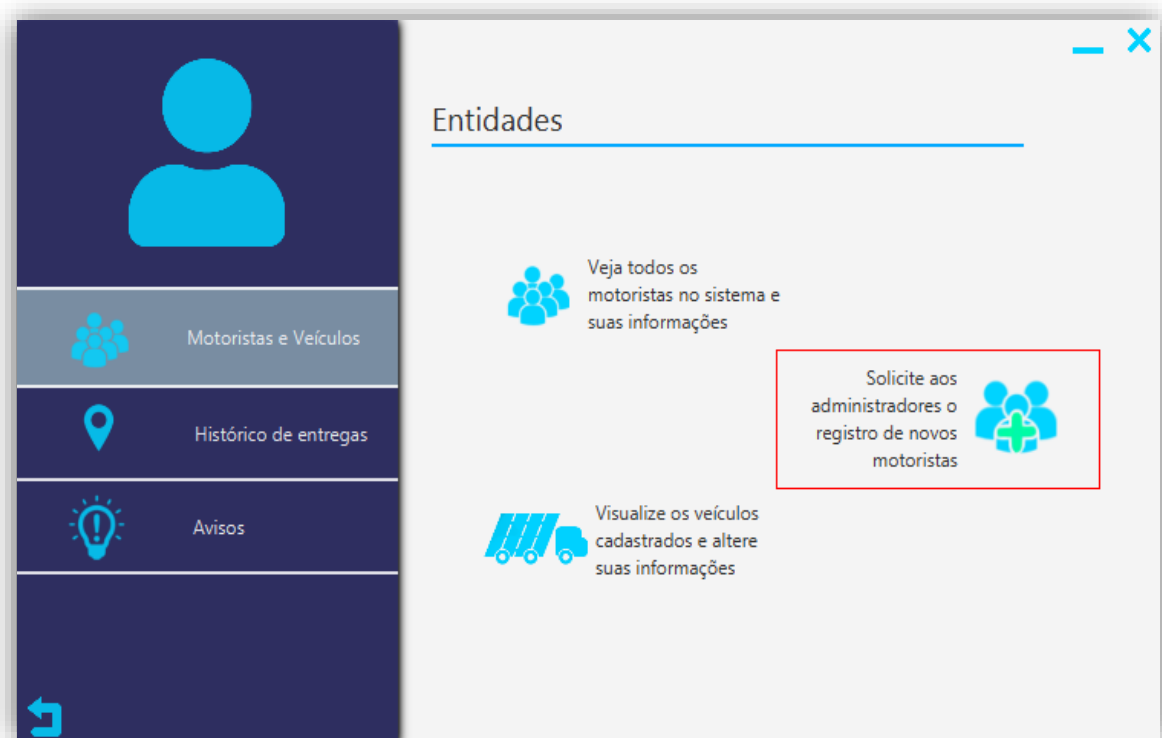 Entidades
Motoristas e Veículos
Histórico de entregas
Avisos
Veja todos os
motoristas no sistema e
suas informações
Solicite aos
administradores o
registro de novos
motoristas
Visualize os veículos
cadastrados e altere
suas informações